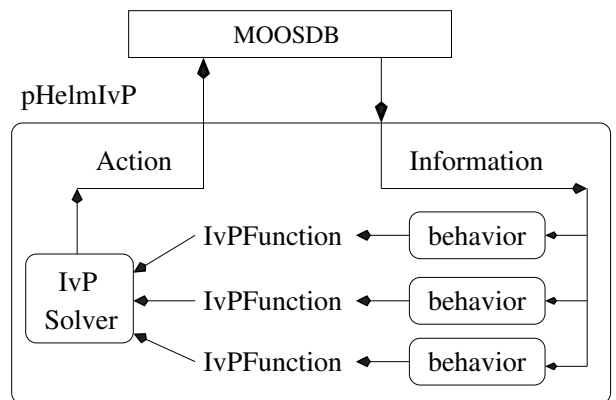 MOOSDB
pHelmIvP
Action
Information
IvPFunction
behavior
IvP
Solver
IvPFunction
behavior
IvPFunction
behavior